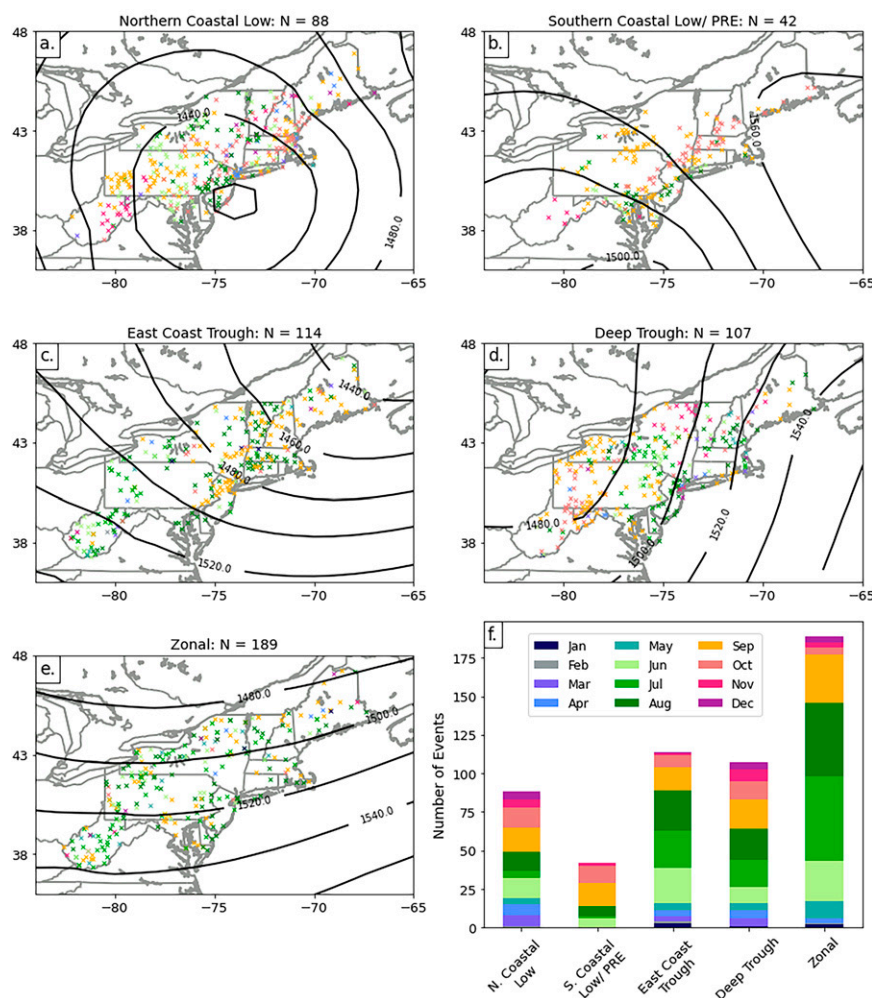 Northern Coastal Low: N = 88
a.
48
43
38
1440.0
1480.0
−80
−75
−70
−65
Southern Coastal Low/ PRE: N = 42
b.
48
43
38
1560.0
1500.0
−80
−75
−70
−65
East Coast Trough: N = 114
c.
48
43
38
1440.0
1460.0
1480.0
1520.0
−80
−75
−70
−65
Deep Trough: N = 107
d.
48
43
38
1540.0
1480.0
1520.0
1500.0
−80
−75
−70
−65
Zonal: N = 189
e.
48
43
38
1480.0
1500.0
1520.0
1540.0
−80
−75
−70
−65
f.
Jan
Feb
Mar
Apr
May
Jun
Jul
Aug
Sep
Oct
Nov
Dec
Number of Events
175
150
125
100
75
50
25
0
N. Coastal
Low
S. Coastal
Low/ PRE
East Coast
Trough
Deep Trough
Zonal